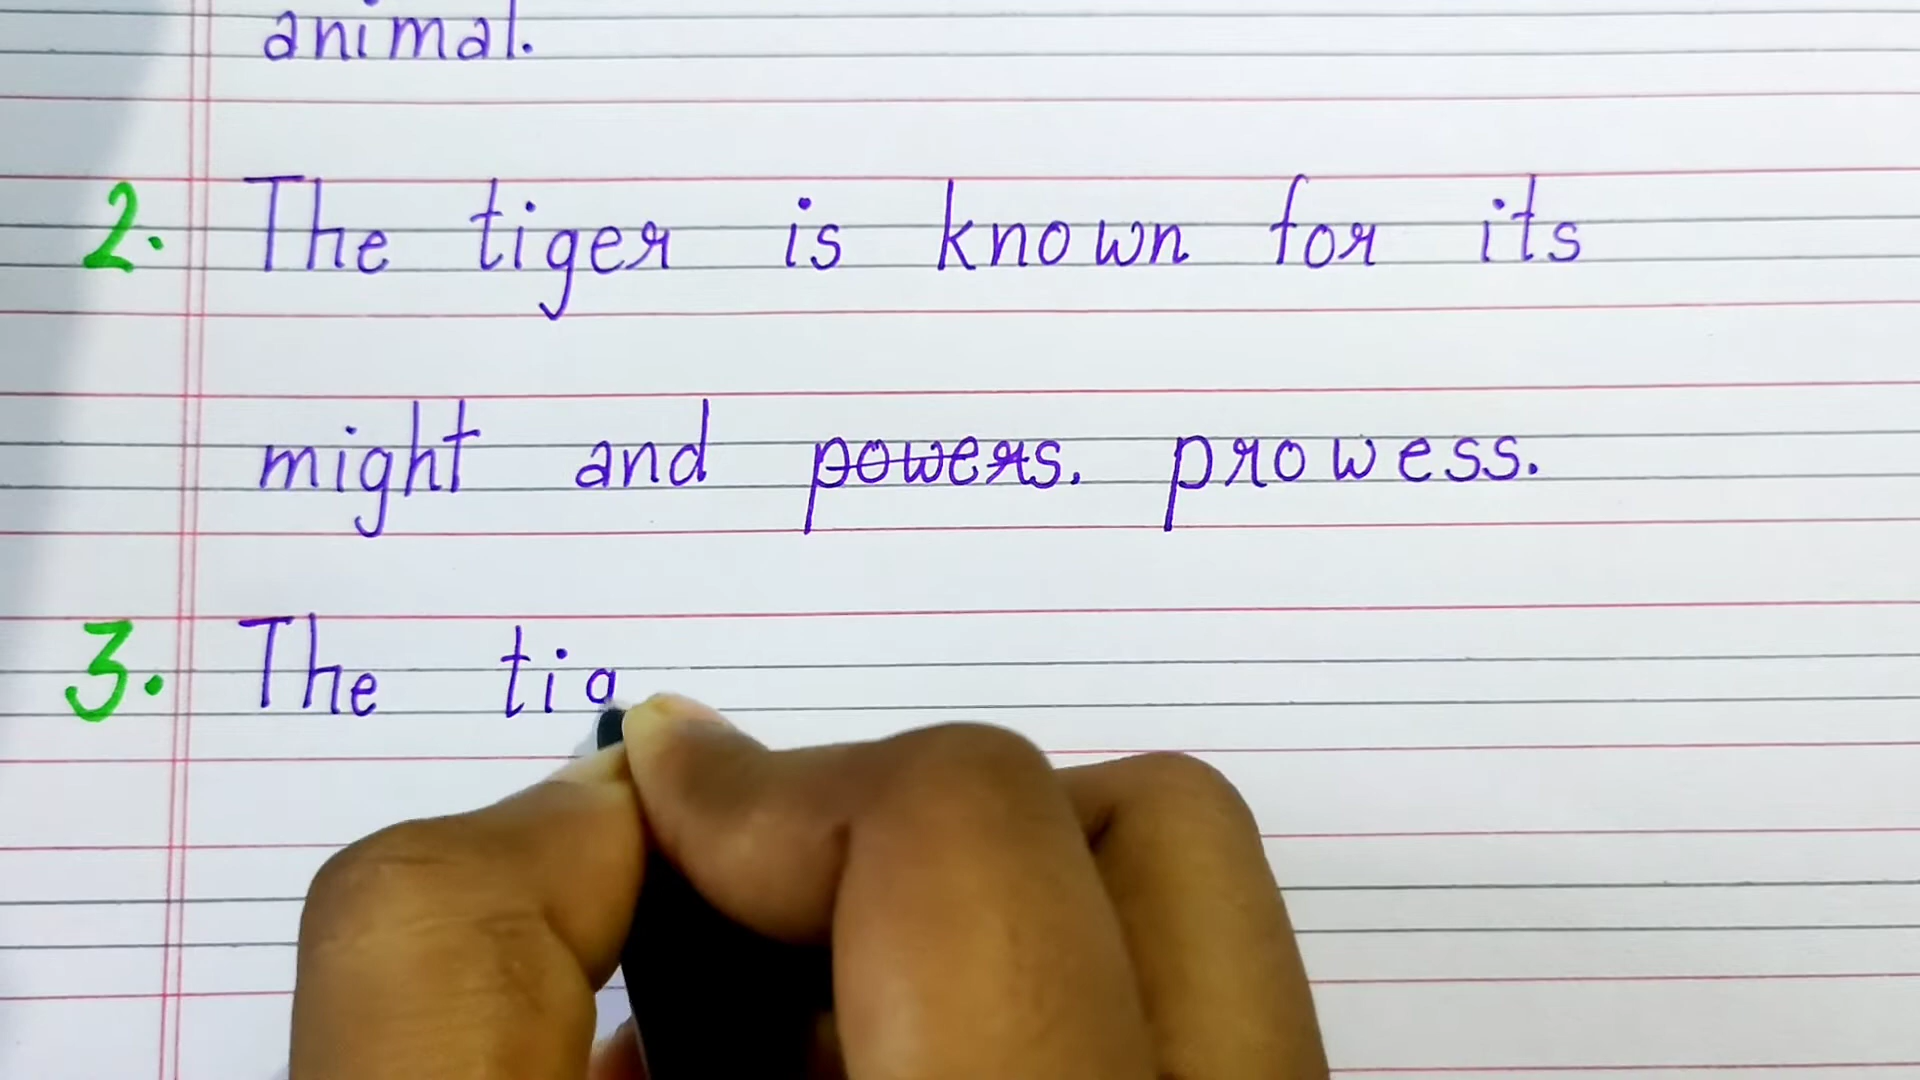 animal.
2. The tiger is known for its
might and powers. prowess.
3. The tig